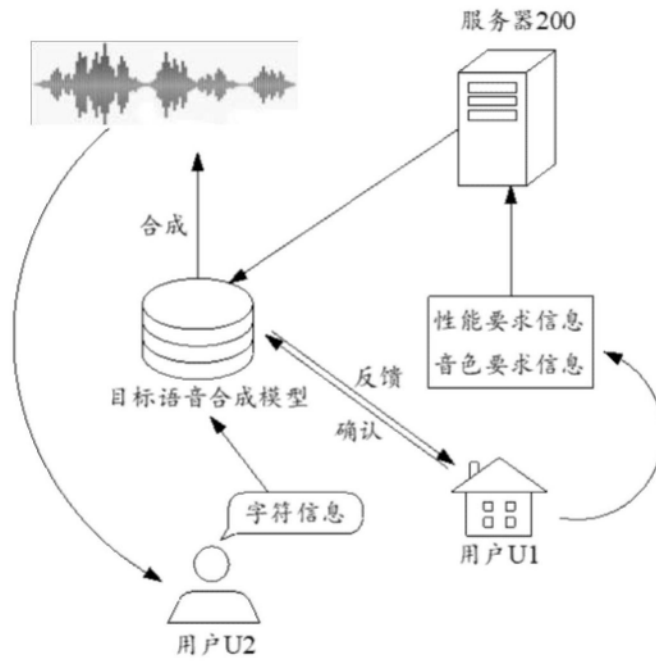 服务器200
合成
性能要求信息
音色要求信息
目标语音合成模型
反馈
确认
字符信息
用户U1
用户U2